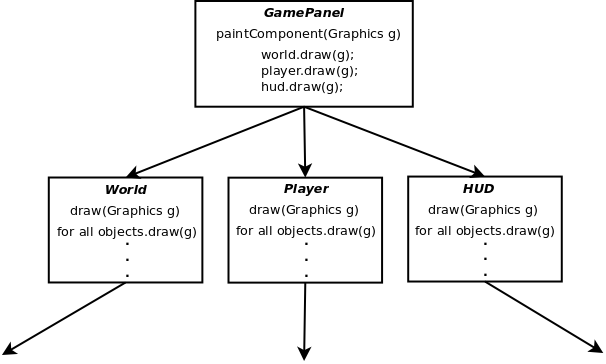 GamePanel
paintComponent(Graphics g)
world.draw(g);
player.draw(g);
hud.draw(g);
World
draw(Graphics g)
for all objects.draw(g)
.
.
.
Player
draw(Graphics g)
for all objects.draw(g)
.
.
.
HUD
draw(Graphics g)
for all objects.draw(g)
.
.
.